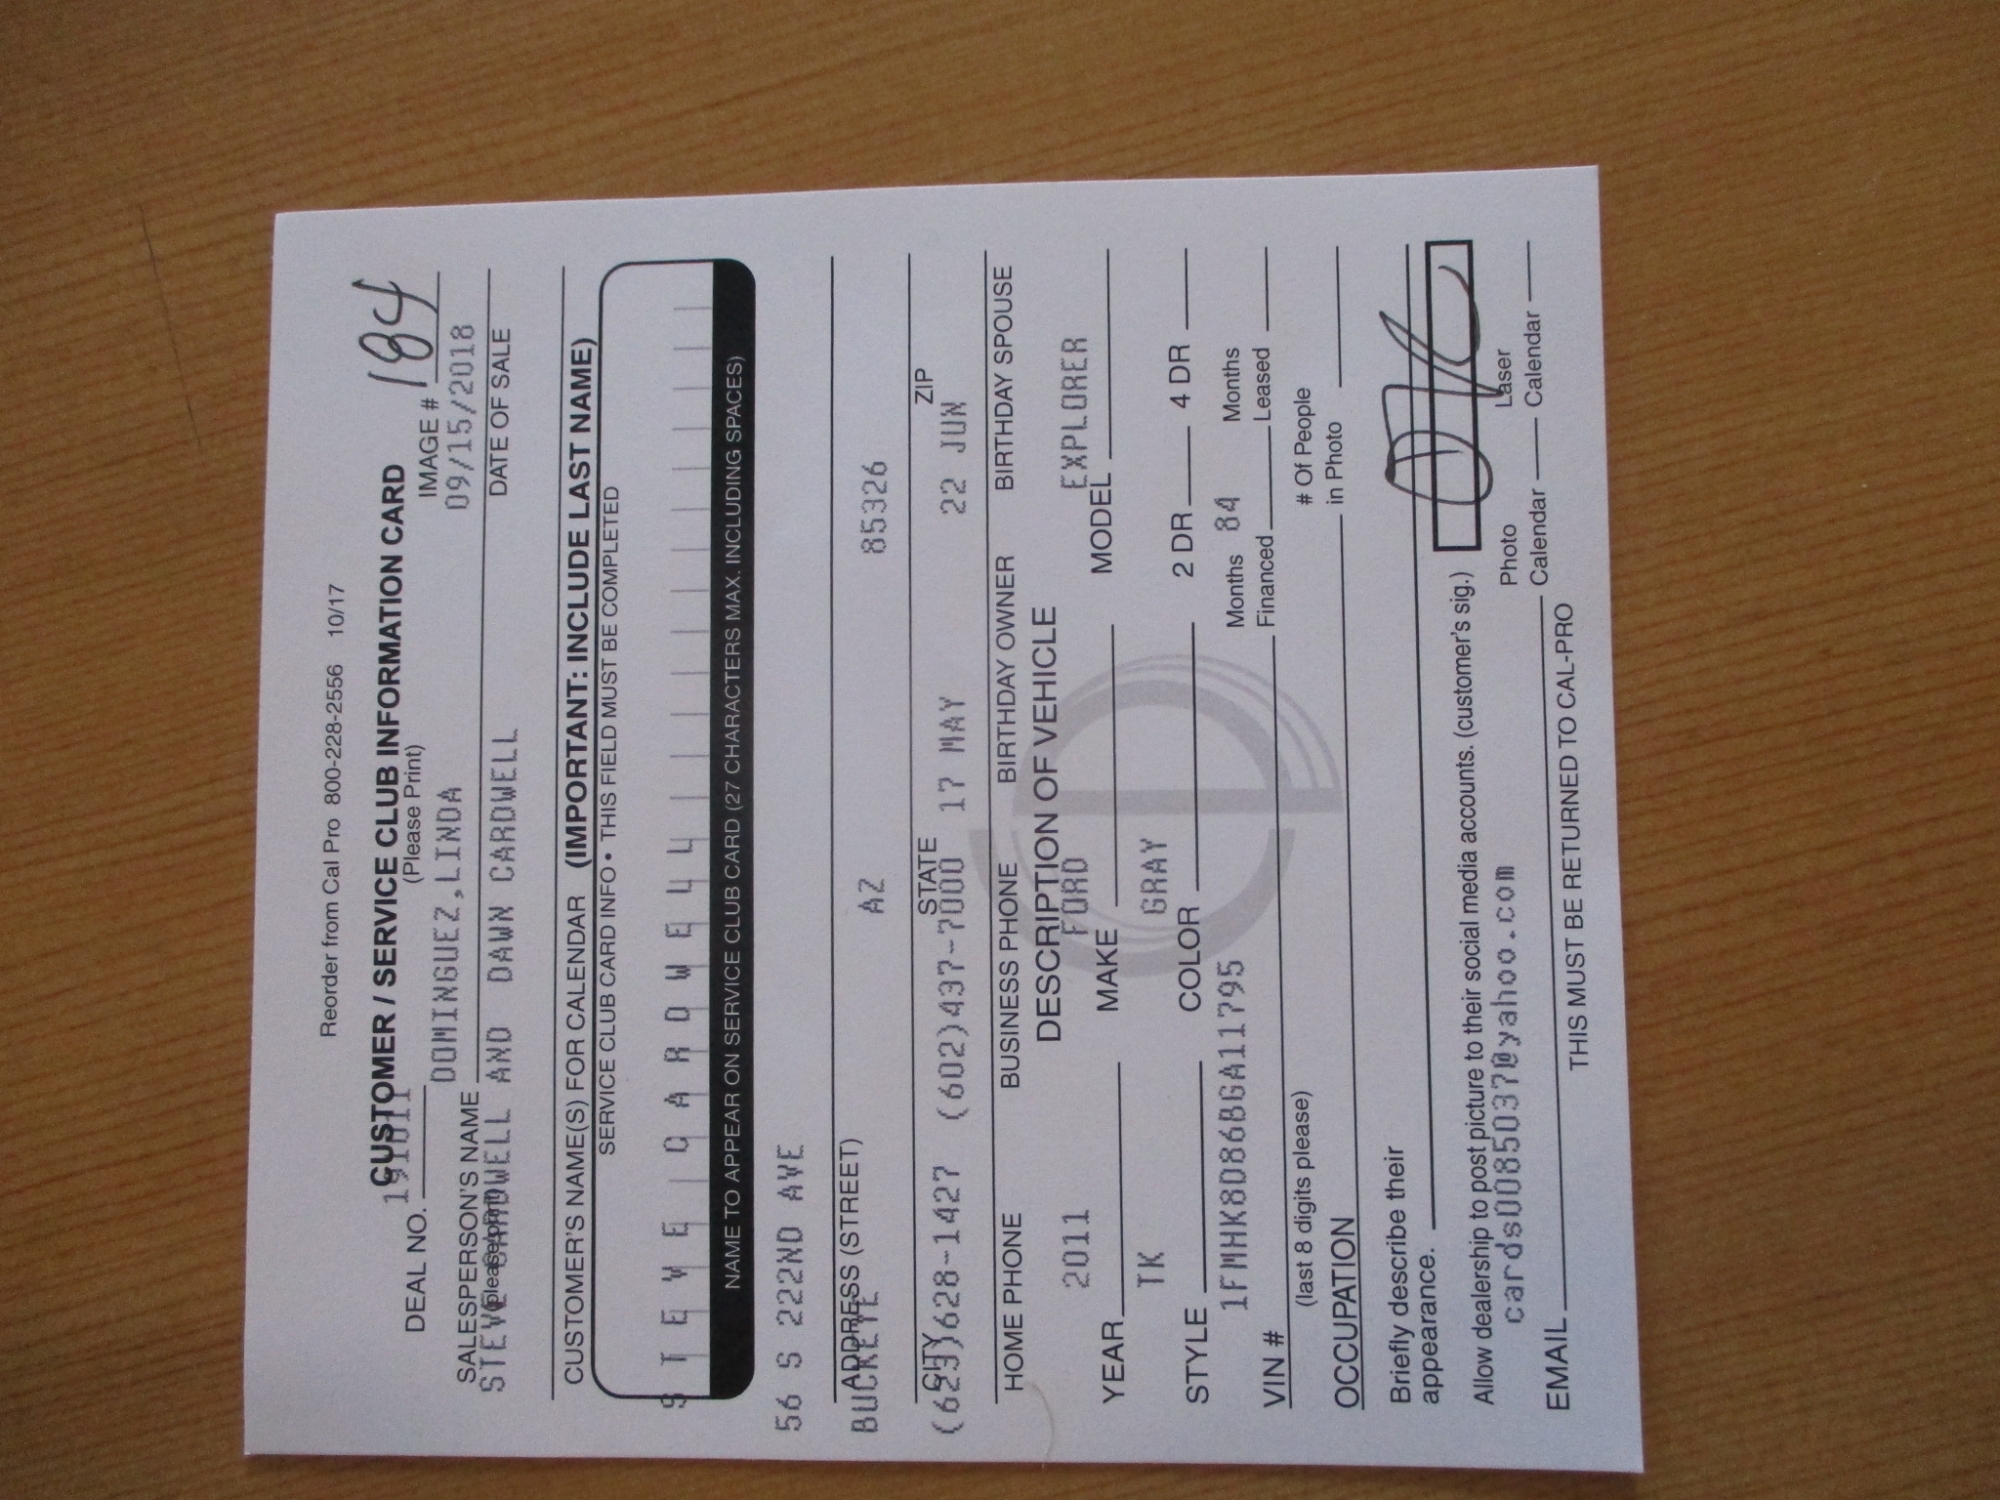 Reorder from Cal Pro 800-228-2556 10/17
CUSTOMER / SERVICE CLUB INFORMATION CARD
(Please Print)
DEAL NO. 191011 IMAGE # 184
DOMINGUEZ,LINDA 09/15/2018
SALESPERSON'S NAME (please print) DATE OF SALE
STEVE CARDWELL AND DAWN CARDWELL
CUSTOMER'S NAME(S) FOR CALENDAR (IMPORTANT: INCLUDE LAST NAME)
SERVICE CLUB CARD INFO • THIS FIELD MUST BE COMPLETED
STEVE CARDWELL
NAME TO APPEAR ON SERVICE CLUB CARD (27 CHARACTERS MAX. INCLUDING SPACES)
56 S 222ND AVE
ADDRESS (STREET)
BUCKEYE AZ 85326
CITY STATE ZIP
(623)628-1427 (602)437-7000 17 MAY 22 JUN
HOME PHONE BUSINESS PHONE BIRTHDAY OWNER BIRTHDAY SPOUSE
DESCRIPTION OF VEHICLE
YEAR 2011 MAKE FORD MODEL EXPLORER
STYLE TK COLOR GRAY 2 DR 4 DR
VIN # 1FMHK8D86BGA11795 Months Financed 84 Months Leased
(last 8 digits please)
OCCUPATION # Of People in Photo
Briefly describe their
appearance.
Allow dealership to post picture to their social media accounts. (customer's sig.)
EMAIL cards0085037@yahoo.com Photo Calendar Laser Calendar
THIS MUST BE RETURNED TO CAL-PRO